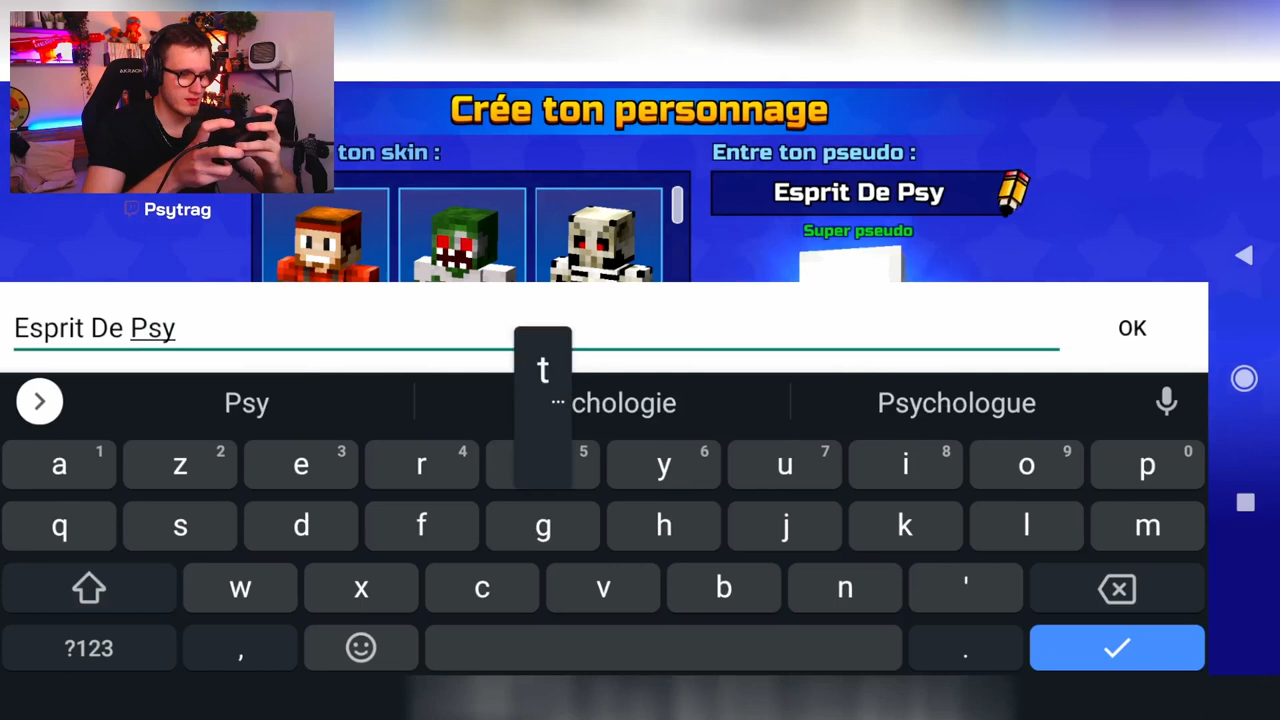 Crée ton personnage
ton skin :
Entre ton pseudo :
Esprit De Psy
Psytrag
Super pseudo
Esprit De Psy
OK
t
Psy
...chologie
Psychologue
a 1 z 2 e 3 r 4 5 y 6 u 7 i 8 o 9 p 0
q s d f g h j k l m
w x c v b n '
?123 , .